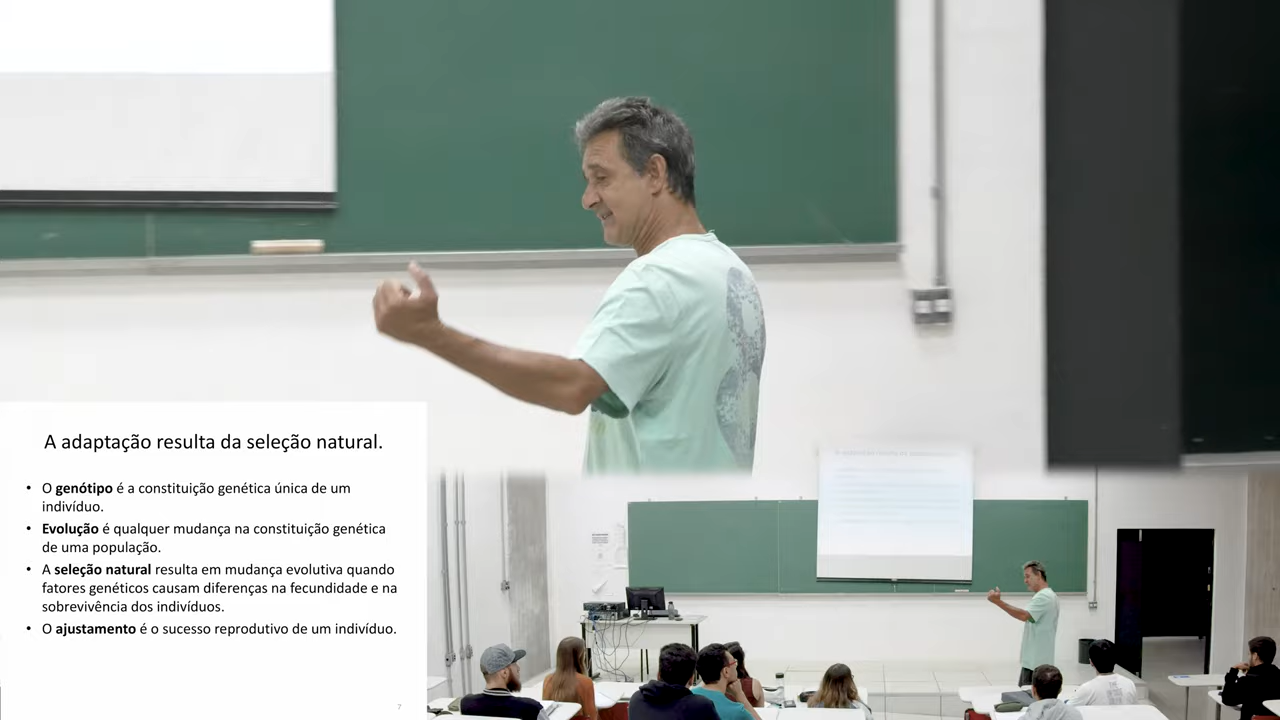 A adaptação resulta da seleção natural.
• O genótipo é a constituição genética única de um
indivíduo.
• Evolução é qualquer mudança na constituição genética
de uma população.
• A seleção natural resulta em mudança evolutiva quando
fatores genéticos causam diferenças na fecundidade e na
sobrevivência dos indivíduos.
• O ajustamento é o sucesso reprodutivo de um indivíduo.
7